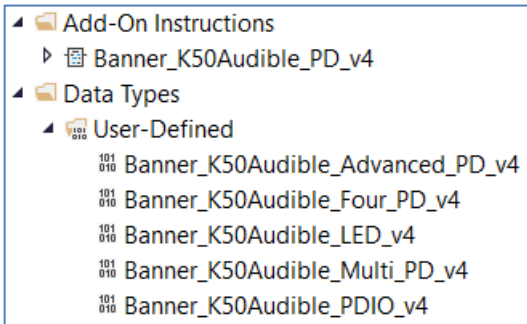 Add-On Instructions
Banner_K50Audible_PD_v4
Data Types
User-Defined
Banner_K50Audible_Advanced_PD_v4
Banner_K50Audible_Four_PD_v4
Banner_K50Audible_LED_v4
Banner_K50Audible_Multi_PD_v4
Banner_K50Audible_PDIO_v4